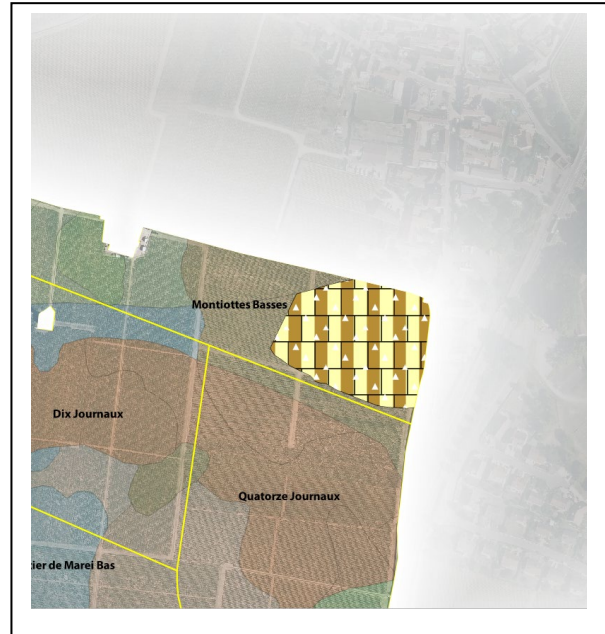 Montiottes Basses
Dix Journaux
Quatorze Journaux
tier de Marei Bas